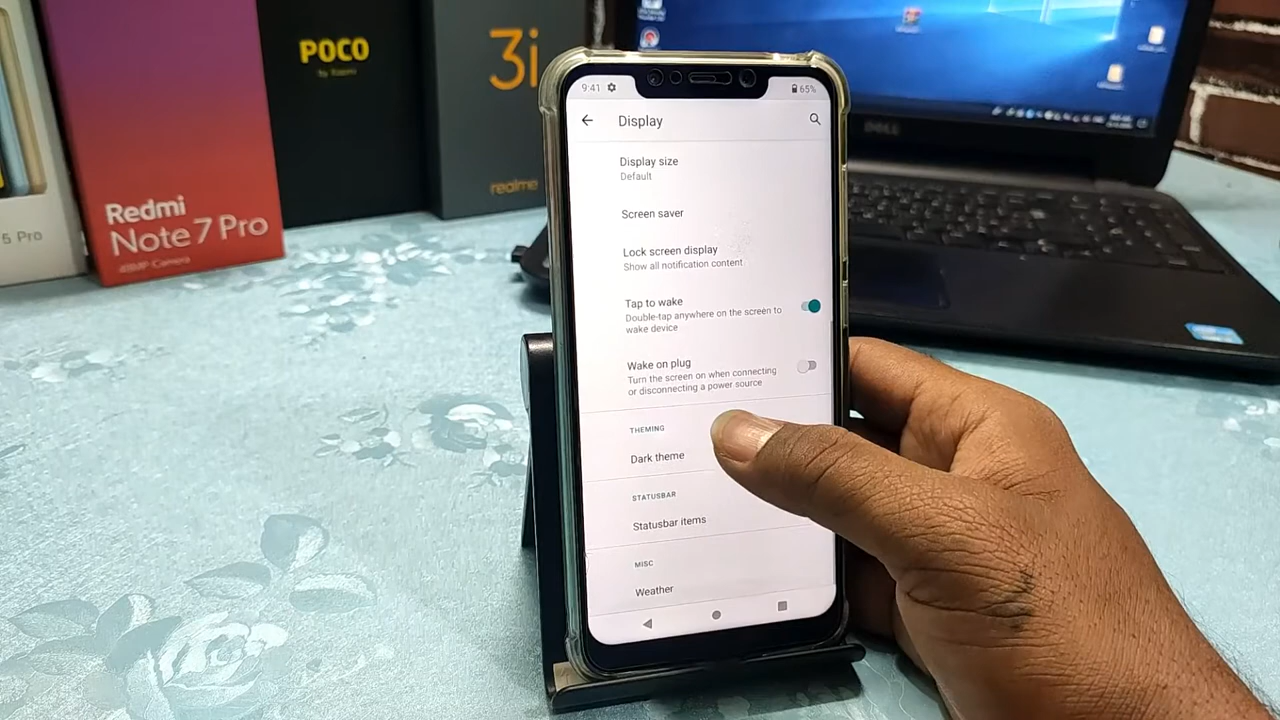 POCO
by Xiaomi
3i
realme
Redmi
Note 7 Pro
48MP Camera
5 Pro
DELL
9:41
65%
Display
Display size
Default
Screen saver
Lock screen display
Show all notification content
Tap to wake
Double-tap anywhere on the screen to
wake device
Wake on plug
Turn the screen on when connecting
or disconnecting a power source
THEMING
Dark theme
STATUSBAR
Statusbar items
MISC
Weather